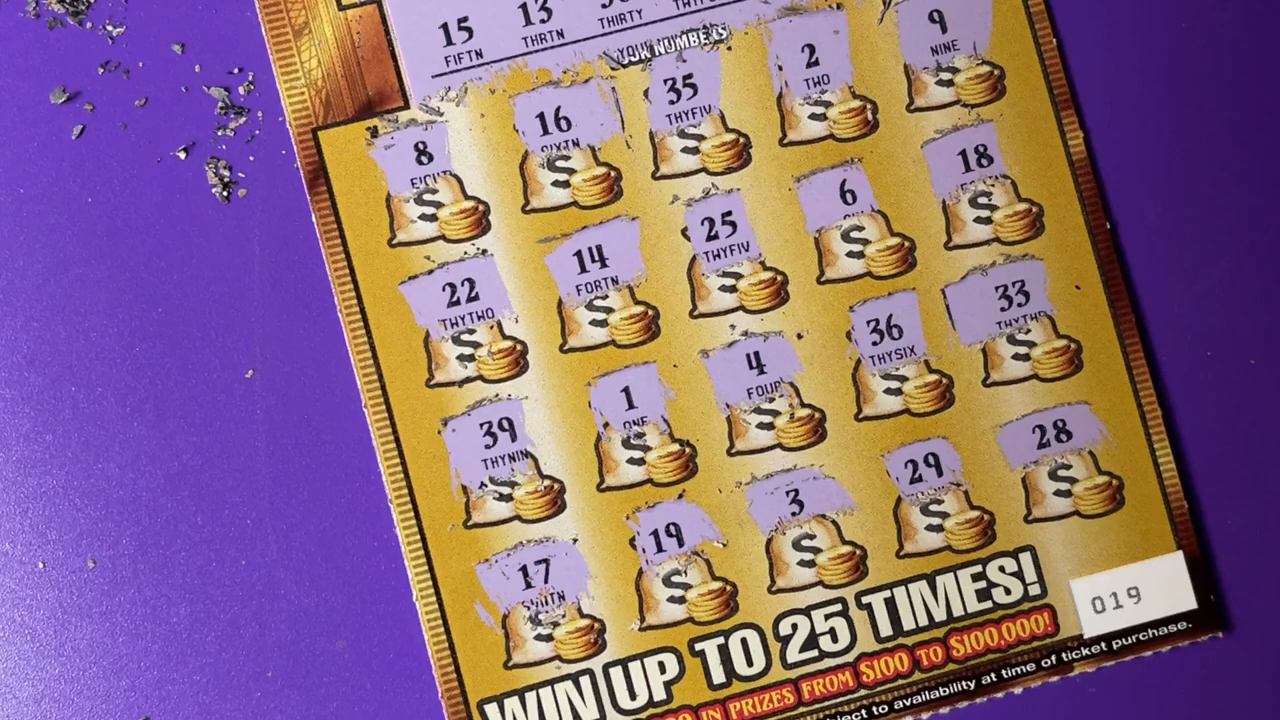 15 13
FIFTN THRTN THIRTY
YOUR NUMBERS
8 16 35 2 9
THYFIV TWO NINE
22 14 25 6 18
THYTWO FORTN THYFIV
39 1 4 36 33
THYNIN ONE FOUR THYSIX
17 19 3 29 28
WIN UP TO 25 TIMES!
IN PRIZES FROM $100 TO $100,000!
019
to availability at time of ticket purchase.